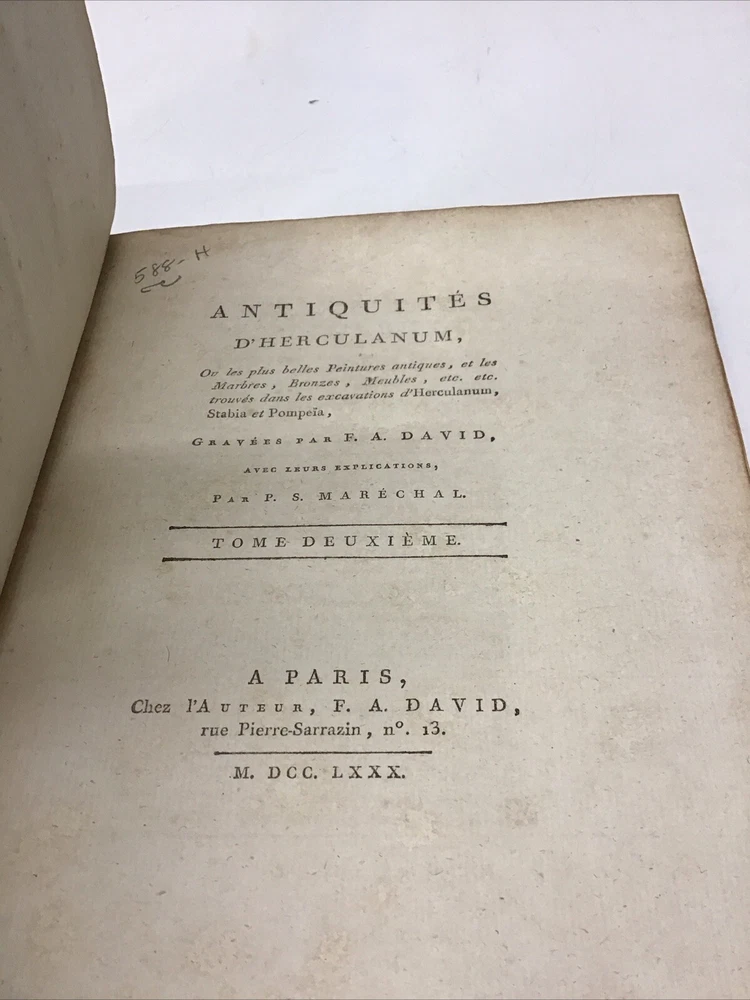 588-H
ANTIQUITÉS
D'HERCULANUM,
Ou les plus belles Peintures antiques, et les
Marbres, Bronzes, Meubles, etc. etc.
trouvés dans les excavations d'Herculanum,
Stabia et Pompeïa,
GRAVÉES PAR F. A. DAVID,
AVEC LEURS EXPLICATIONS,
PAR P. S. MARÉCHAL.
TOME DEUXIÈME.
A PARIS,
Chez l'AUTEUR, F. A. DAVID,
rue Pierre-Sarrazin, nº. 13.
M. DCC. LXXX.